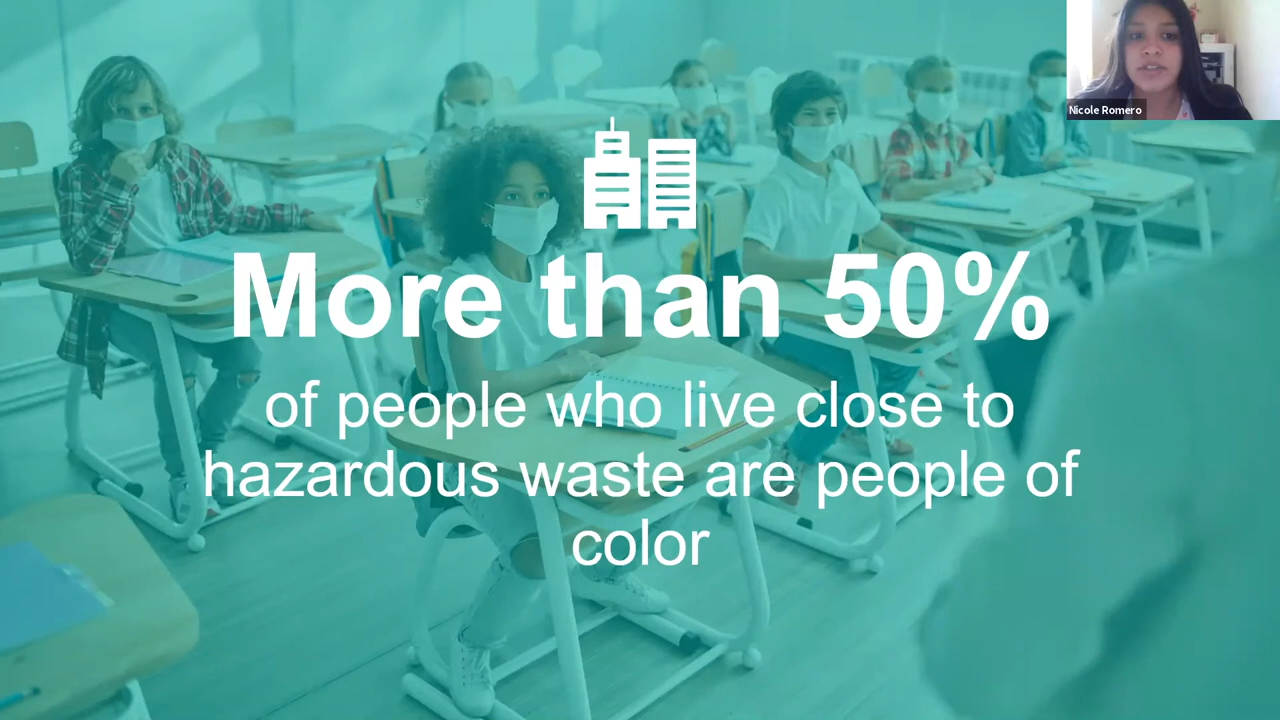 Nicole Romero
More than 50%
of people who live close to
hazardous waste are people of
color